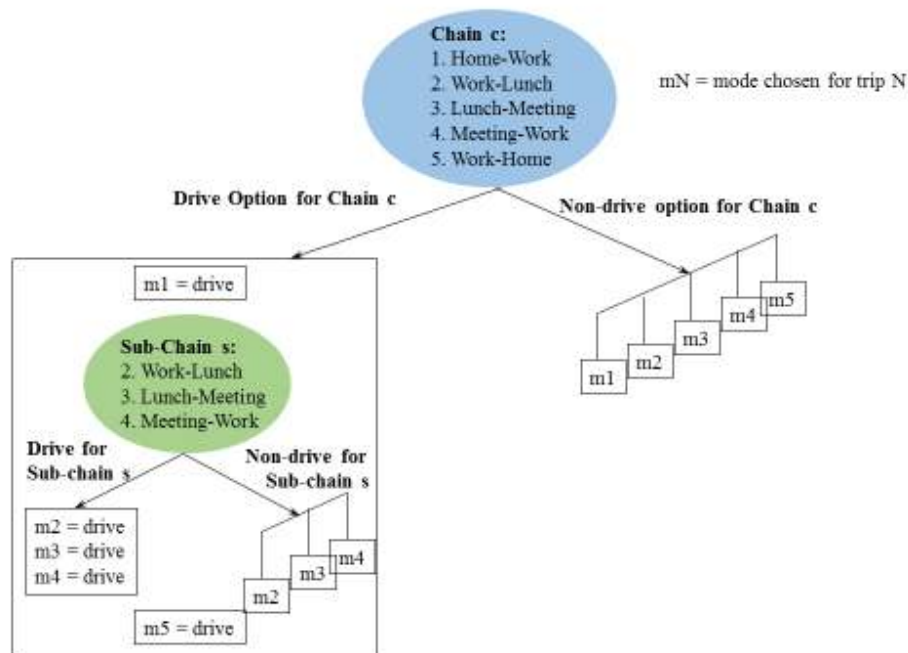 Chain c:
1. Home-Work
2. Work-Lunch
3. Lunch-Meeting
4. Meeting-Work
5. Work-Home
mN = mode chosen for trip N
Drive Option for Chain c
Non-drive option for Chain c
m1 = drive
m1
m2
m3
m4
m5
Sub-Chain s:
2. Work-Lunch
3. Lunch-Meeting
4. Meeting-Work
Drive for
Sub-chain s
Non-drive for
Sub-chain s
m2 = drive
m3 = drive
m4 = drive
m2
m3
m4
m5 = drive